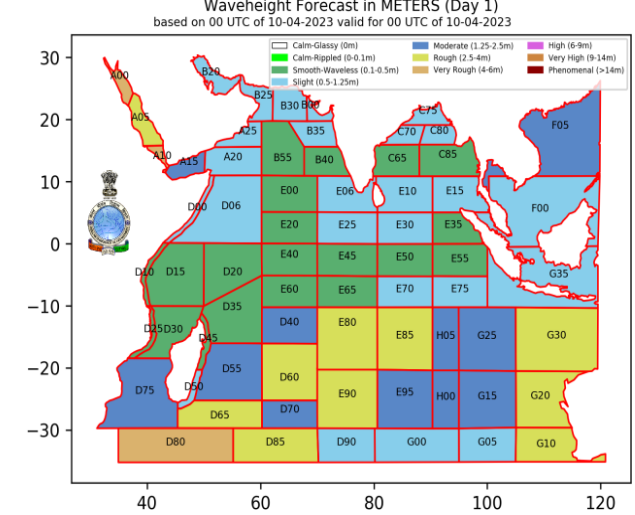 Waveheight Forecast in METERS (Day 1)
based on 00 UTC of 10-04-2023 valid for 00 UTC of 10-04-2023
Calm-Glassy (0m)
Calm-Rippled (0-0.1m)
Smooth-Waveless (0.1-0.5m)
Slight (0.5-1.25m)
Moderate (1.25-2.5m)
Rough (2.5-4m)
Very Rough (4-6m)
High (6-9m)
Very High (9-14m)
Phenomenal (>14m)
30
20
10
0
−10
−20
−30
A00 B20
B25 B30 B05
A05 A25 B35 C70 C75 C80 F05
A10 A15 A20 B55 B40 C65 C85
D00 D06 E00 E06 E10 E15 F00
E20 E25 E30 E35
D10 D15 D20 E40 E45 E50 E55 G35
E60 E65 E70 E75
D25 D30 D35 D45 D40 E80 E85 H05 G25 G30
D75 D50 D55 D60 E90 E95 H00 G15 G20
D65 D70
D80 D85 D90 G00 G05 G10
40 60 80 100 120